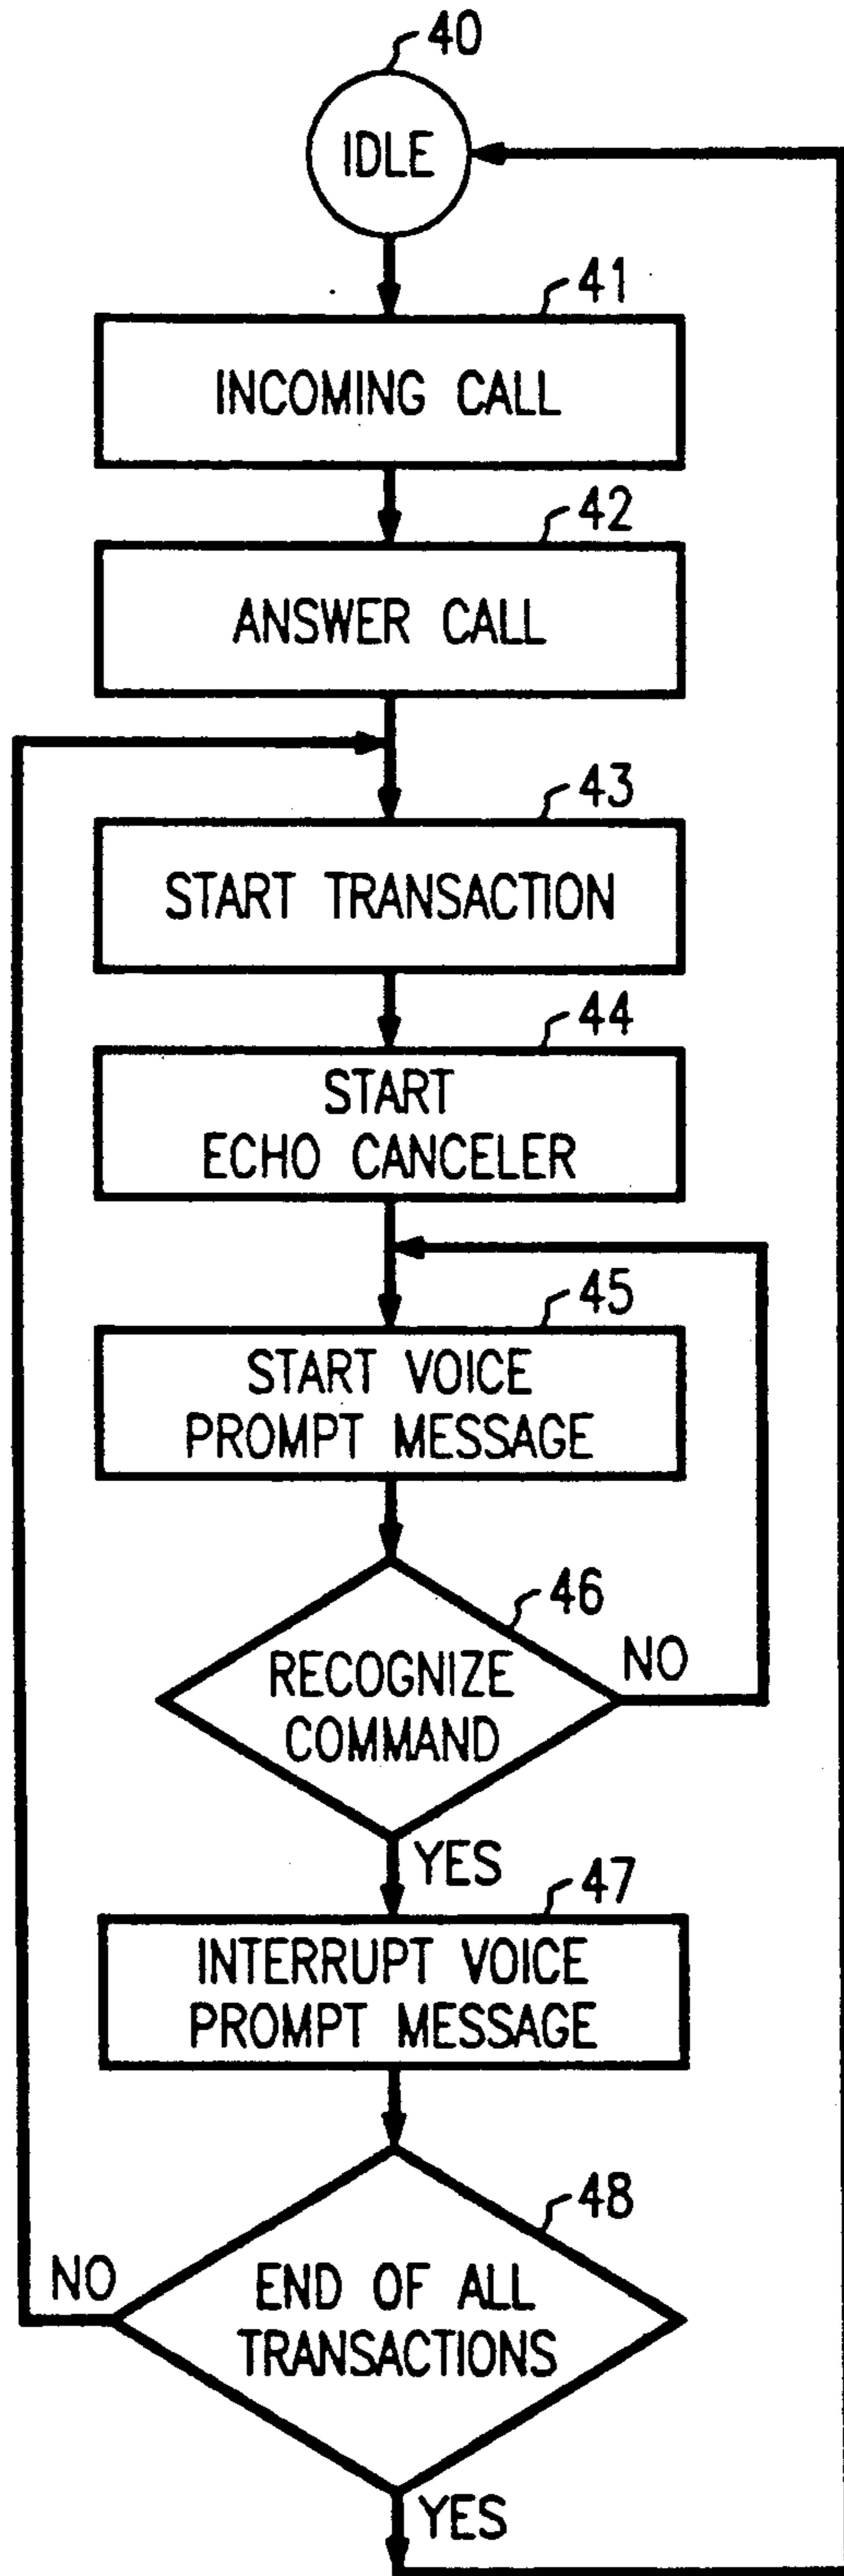 40
IDLE
41
INCOMING CALL
42
ANSWER CALL
43
START TRANSACTION
44
START
ECHO CANCELER
45
START VOICE
PROMPT MESSAGE
46
RECOGNIZE
COMMAND
NO
YES
47
INTERRUPT VOICE
PROMPT MESSAGE
48
NO
END OF ALL
TRANSACTIONS
YES